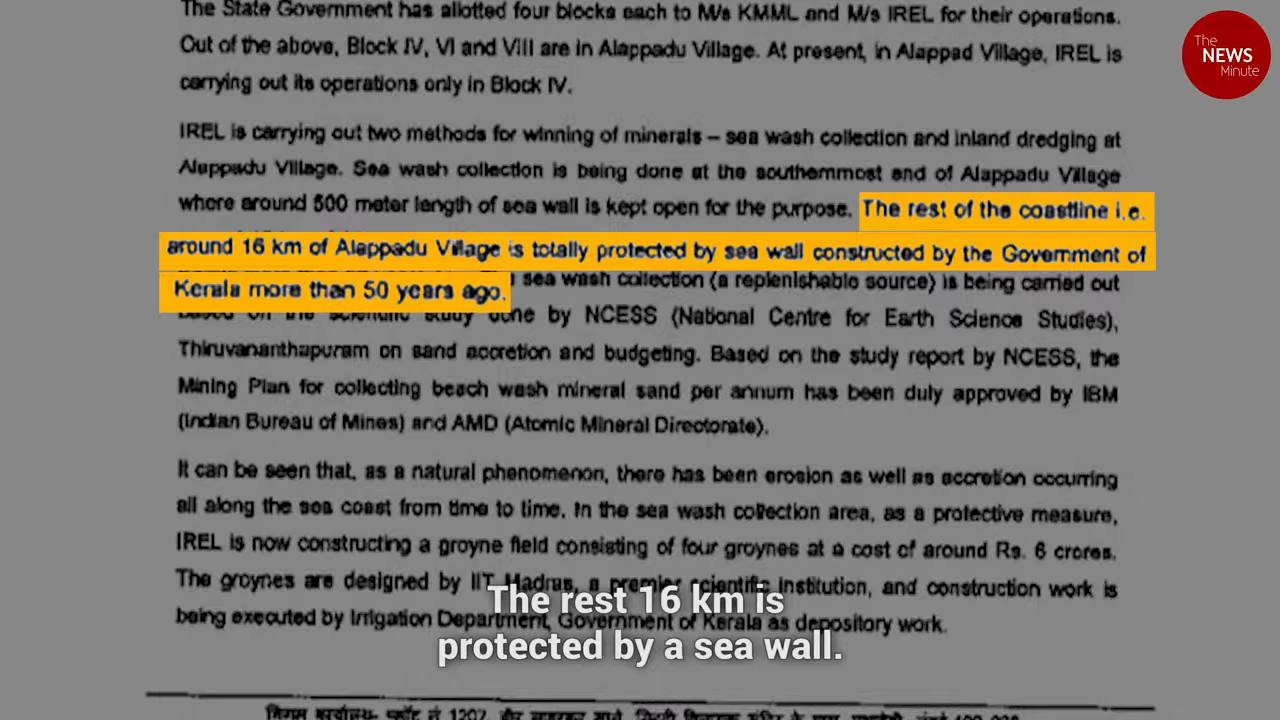 The State Government has allotted four blocks each to M/s KMML and M/s IREL for their operations.
Out of the above, Block IV, VI and VIII are in Alappadu Village. At present, in Alappad Village, IREL is
carrying out its operations only in Block IV.
IREL is carrying out two methods for winning of minerals – sea wash collection and inland dredging at
Alappadu Village. Sea wash collection is being done at the southernmost end of Alappadu Village
where around 500 meter length of sea wall is kept open for the purpose. The rest of the coastline i.e.
around 16 km of Alappadu Village is totally protected by sea wall constructed by the Government of
Kerala more than 50 years ago. sea wash collection (a replenishable source) is being carried out
based on the scientific study done by NCESS (National Centre for Earth Science Studies),
Thiruvananthapuram on sand accretion and budgeting. Based on the study report by NCESS, the
Mining Plan for collecting beach wash mineral sand per annum has been duly approved by IBM
(Indian Bureau of Mines) and AMD (Atomic Mineral Directorate).
It can be seen that, as a natural phenomenon, there has been erosion as well as accretion occurring
all along the sea coast from time to time. In the sea wash collection area, as a protective measure,
IREL is now constructing a groyne field consisting of four groynes at a cost of around Rs. 6 crores.
The groynes are designed by IIT Madras, a premier scientific institution, and construction work is
being executed by Irrigation Department, Government of Kerala as depository work.
The rest 16 km is
protected by a sea wall.
The
NEWS
Minute